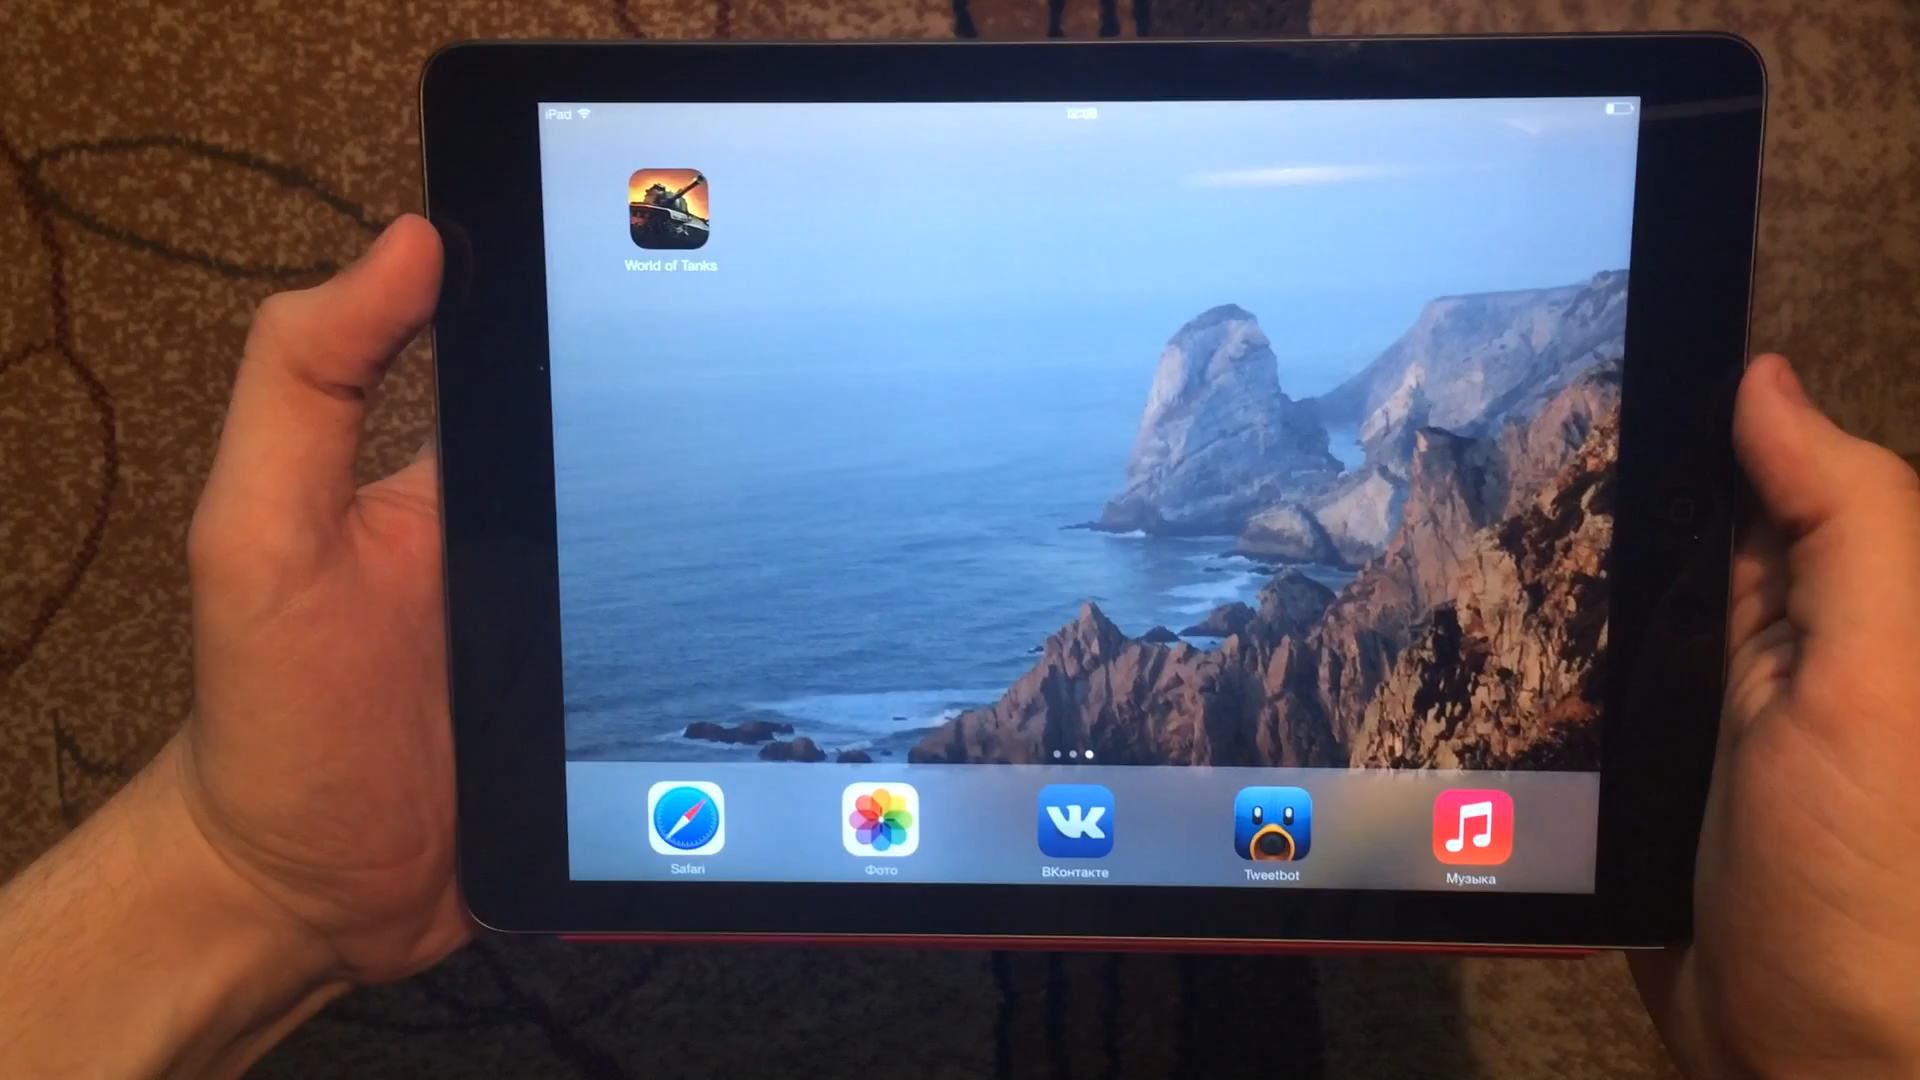 iPad
World of Tanks
Safari
Фото
ВКонтакте
Tweetbot
Музыка